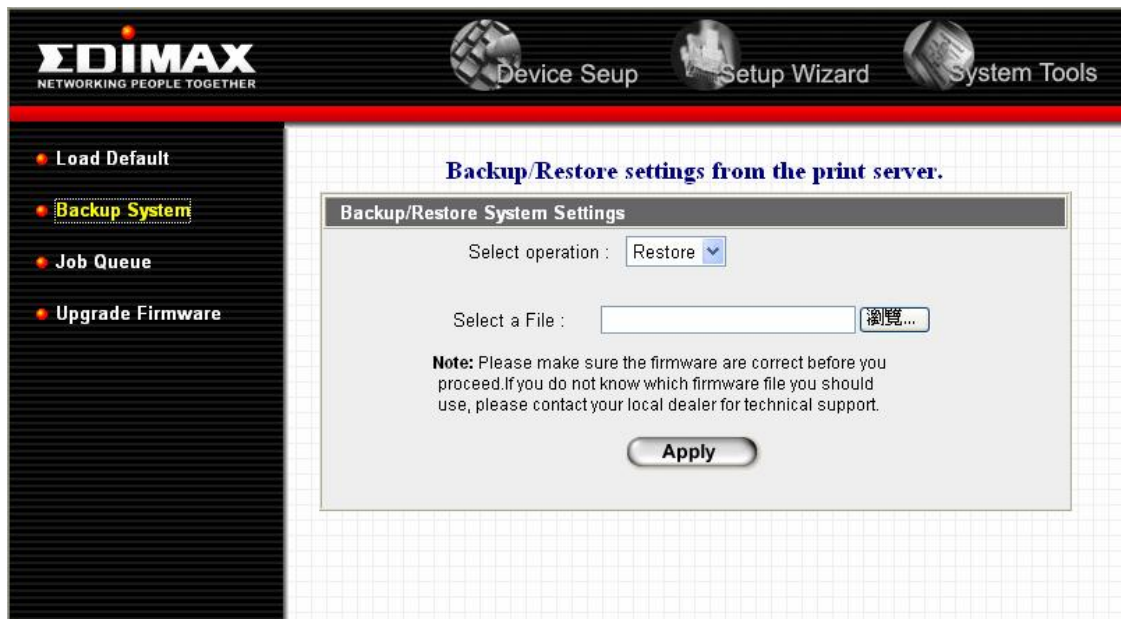 EDIMAX
NETWORKING PEOPLE TOGETHER
Device Seup
Setup Wizard
System Tools
Load Default
Backup System
Job Queue
Upgrade Firmware
Backup/Restore settings from the print server.
Backup/Restore System Settings
Select operation : Restore
Select a File : 瀏覽...
Note: Please make sure the firmware are correct before you
proceed.If you do not know which firmware file you should
use, please contact your local dealer for technical support.
Apply